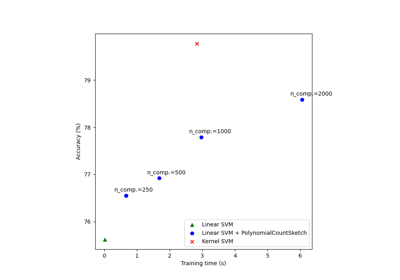 79
78
77
76
Accuracy (%)
n_comp.=2000
n_comp.=1000
n_comp.=500
n_comp.=250
Linear SVM
Linear SVM + PolynomialCountSketch
Kernel SVM
0 1 2 3 4 5 6
Training time (s)